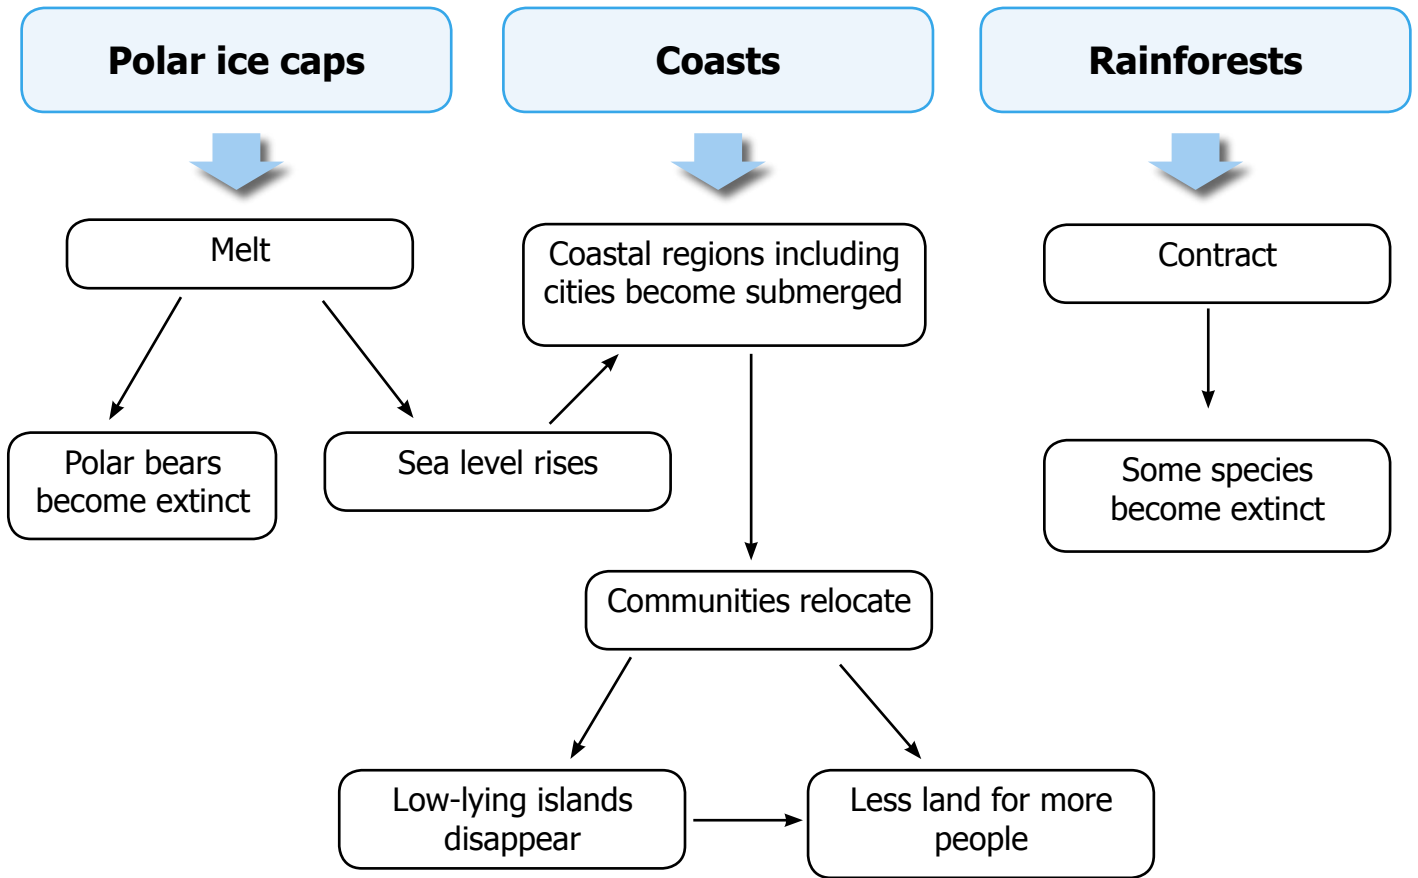 Polar ice caps
Coasts
Rainforests
Melt
Coastal regions including
cities become submerged
Contract
Polar bears
become extinct
Sea level rises
Some species
become extinct
Communities relocate
Low-lying islands
disappear
Less land for more
people